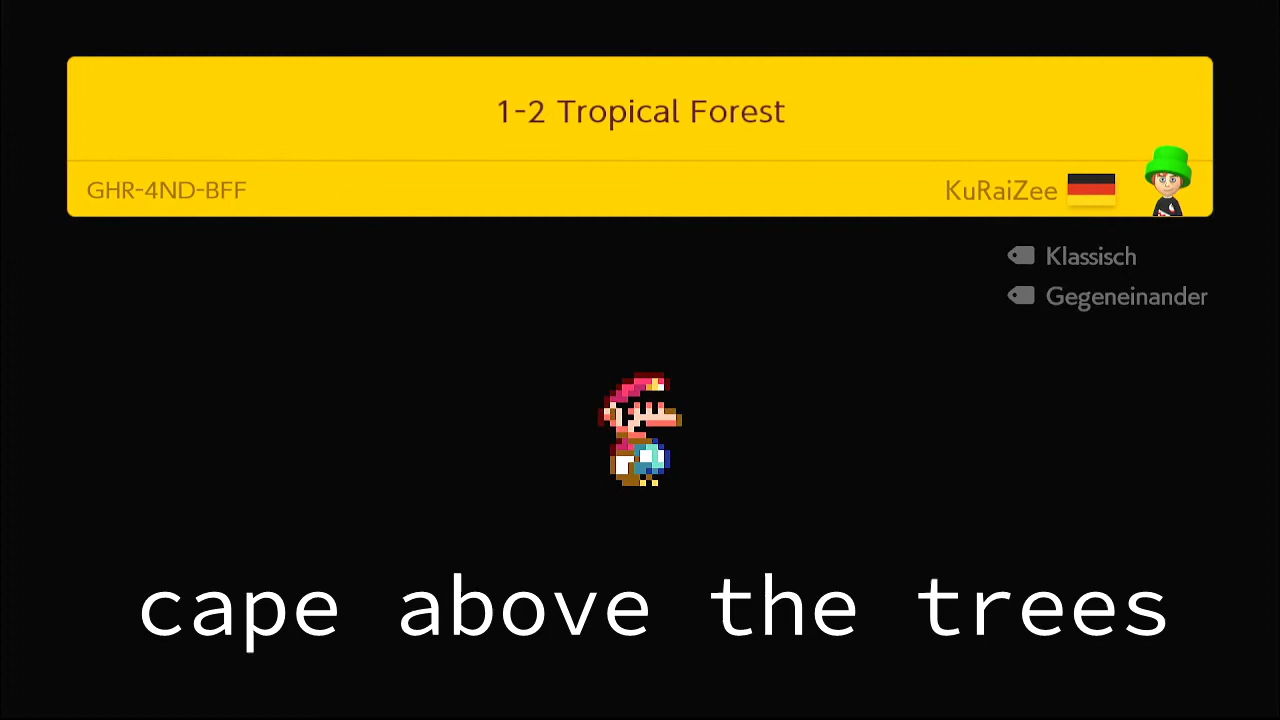 1-2 Tropical Forest
GHR-4ND-BFF
KuRaiZee
Klassisch
Gegeneinander
cape above the trees